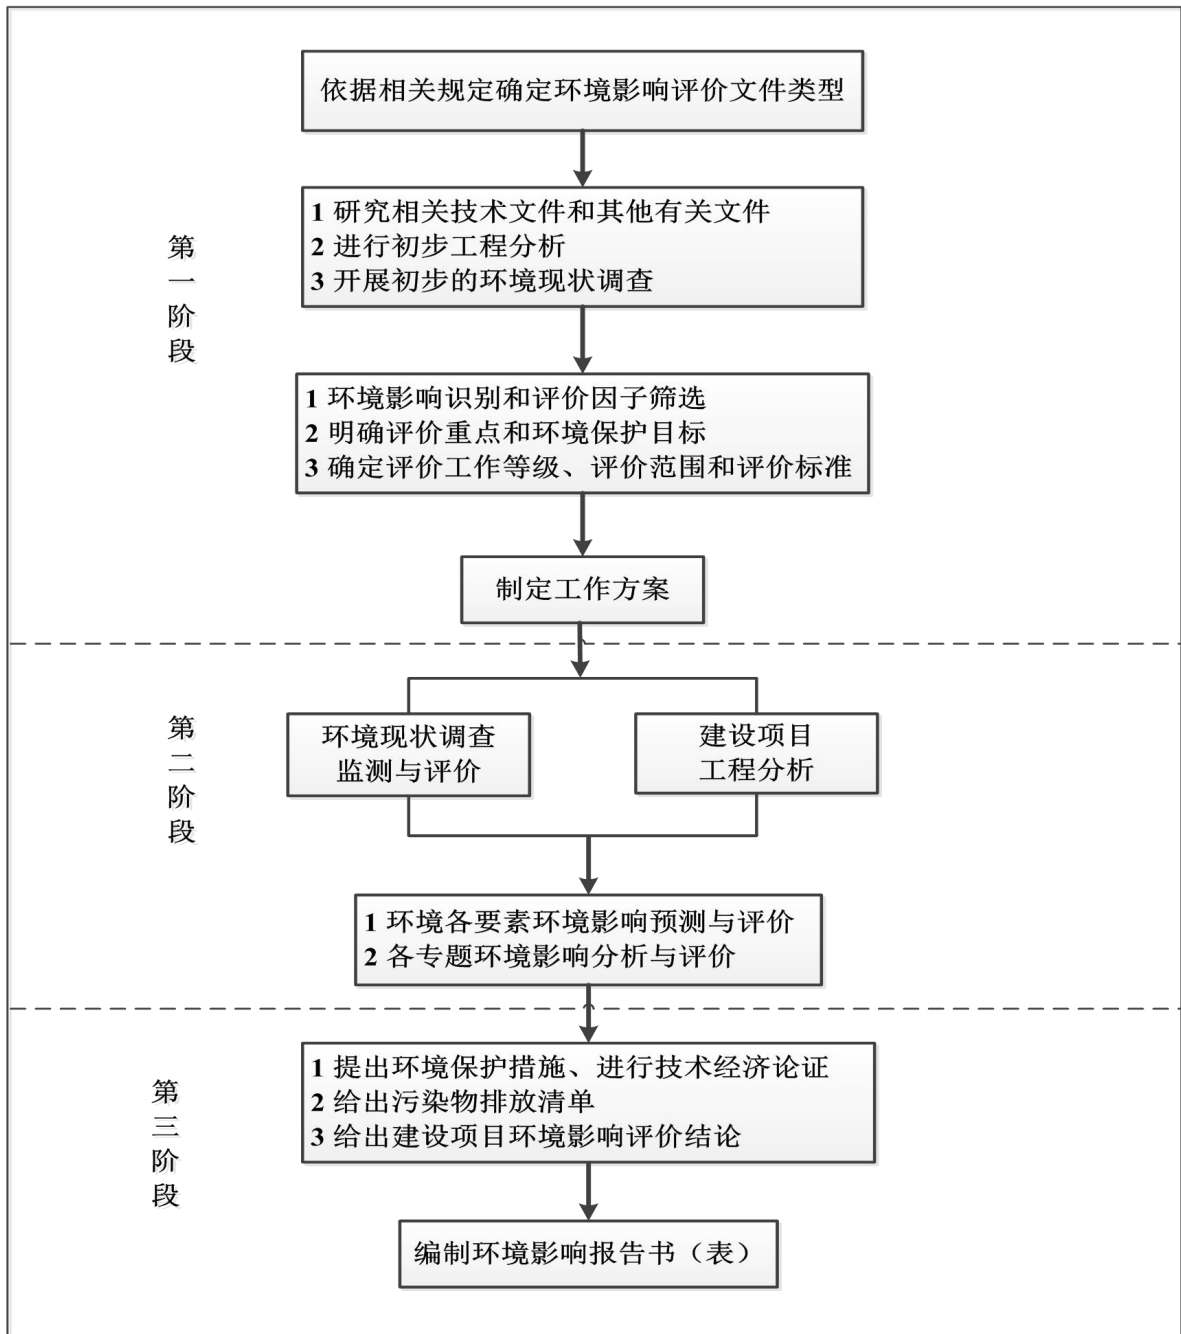 依据相关规定确定环境影响评价文件类型
第一阶段
1 研究相关技术文件和其他有关文件
2 进行初步工程分析
3 开展初步的环境现状调查
1 环境影响识别和评价因子筛选
2 明确评价重点和环境保护目标
3 确定评价工作等级、评价范围和评价标准
制定工作方案
第二阶段
环境现状调查
监测与评价
建设项目
工程分析
1 环境各要素环境影响预测与评价
2 各专题环境影响分析与评价
第三阶段
1 提出环境保护措施、进行技术经济论证
2 给出污染物排放清单
3 给出建设项目环境影响评价结论
编制环境影响报告书（表）